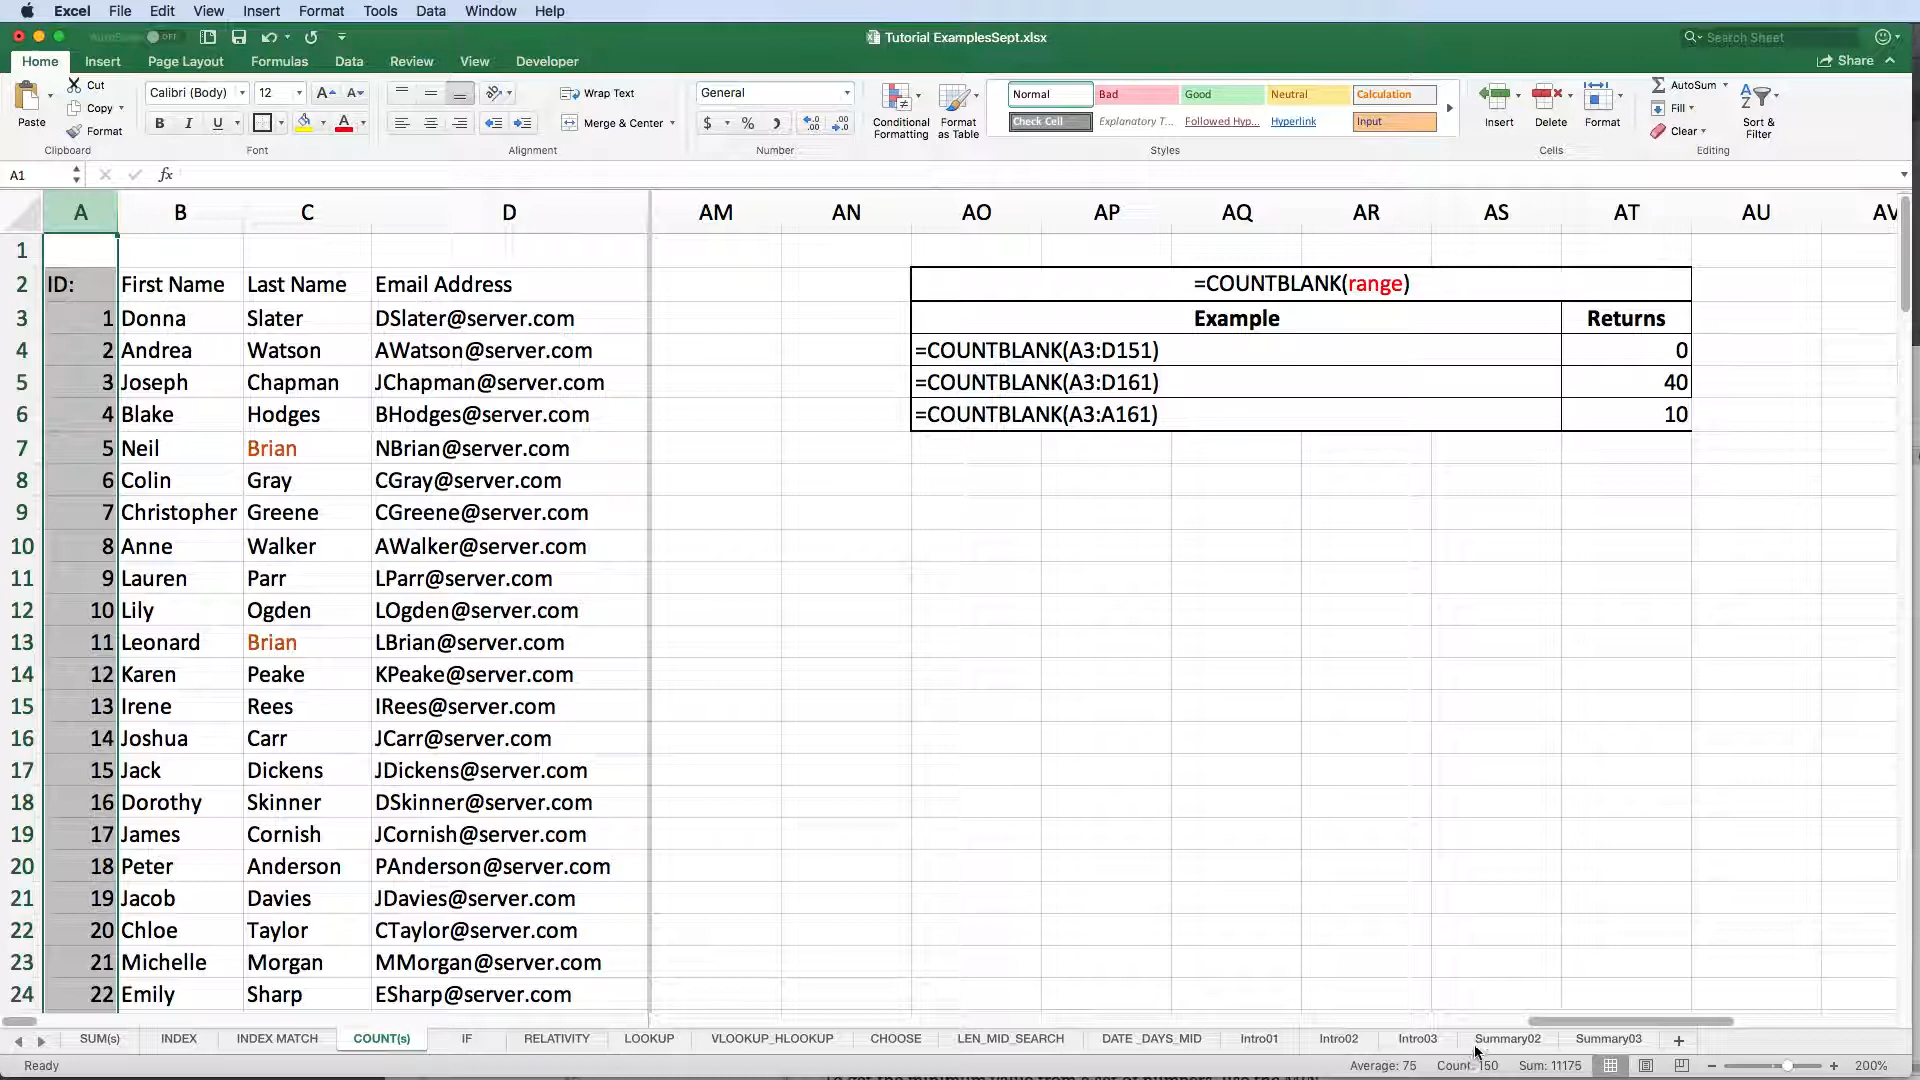 Excel File Edit View Insert Format Tools Data Window Help
AutoSave OFF Tutorial ExamplesSept.xlsx Search Sheet
Home Insert Page Layout Formulas Data Review View Developer Share
Paste Cut Copy Format Calibri (Body) 12 A A Wrap Text Merge & Center General
B I U A $ % .00
Conditional Formatting Format as Table Normal Bad Good Neutral Calculation
Check Cell Explanatory T... Followed Hyp... Hyperlink Input
Insert Delete Format AutoSum Fill Clear Sort & Filter
Clipboard Font Alignment Number Styles Cells Editing
A1 fx
A B C D AM AN AO AP AQ AR AS AT AU AV
1
2 ID: First Name Last Name Email Address =COUNTBLANK(range)
3 1 Donna Slater DSlater@server.com Example Returns
4 2 Andrea Watson AWatson@server.com =COUNTBLANK(A3:D151) 0
5 3 Joseph Chapman JChapman@server.com =COUNTBLANK(A3:D161) 40
6 4 Blake Hodges BHodges@server.com =COUNTBLANK(A3:A161) 10
7 5 Neil Brian NBrian@server.com
8 6 Colin Gray CGray@server.com
9 7 Christopher Greene CGreene@server.com
10 8 Anne Walker AWalker@server.com
11 9 Lauren Parr LParr@server.com
12 10 Lily Ogden LOgden@server.com
13 11 Leonard Brian LBrian@server.com
14 12 Karen Peake KPeake@server.com
15 13 Irene Rees IRees@server.com
16 14 Joshua Carr JCarr@server.com
17 15 Jack Dickens JDickens@server.com
18 16 Dorothy Skinner DSkinner@server.com
19 17 James Cornish JCornish@server.com
20 18 Peter Anderson PAnderson@server.com
21 19 Jacob Davies JDavies@server.com
22 20 Chloe Taylor CTaylor@server.com
23 21 Michelle Morgan MMorgan@server.com
24 22 Emily Sharp ESharp@server.com
SUM(s) INDEX INDEX MATCH COUNT(s) IF RELATIVITY LOOKUP VLOOKUP_HLOOKUP CHOOSE LEN_MID_SEARCH DATE _DAYS_MID Intro01 Intro02 Intro03 Summary02 Summary03 +
Ready Average: 75 Count: 150 Sum: 11175 200%